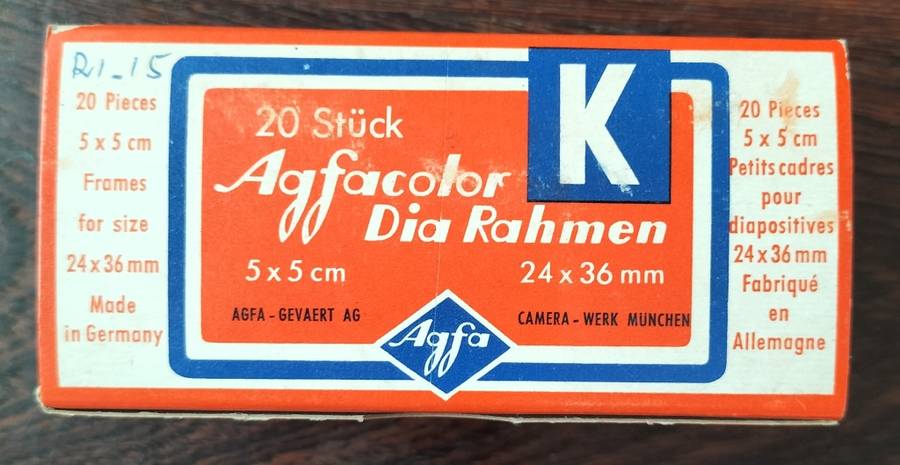 R1-15
20 Pieces
5 x 5 cm
Frames
for size
24 x 36 mm
Made
in Germany
K
20 Stück
Agfacolor
Dia Rahmen
5 x 5 cm
24 x 36 mm
AGFA - GEVAERT AG
CAMERA - WERK MÜNCHEN
Agfa
20 Pieces
5 x 5 cm
Petits cadres
pour
diapositives
24 x 36 mm
Fabriqué
en
Allemagne